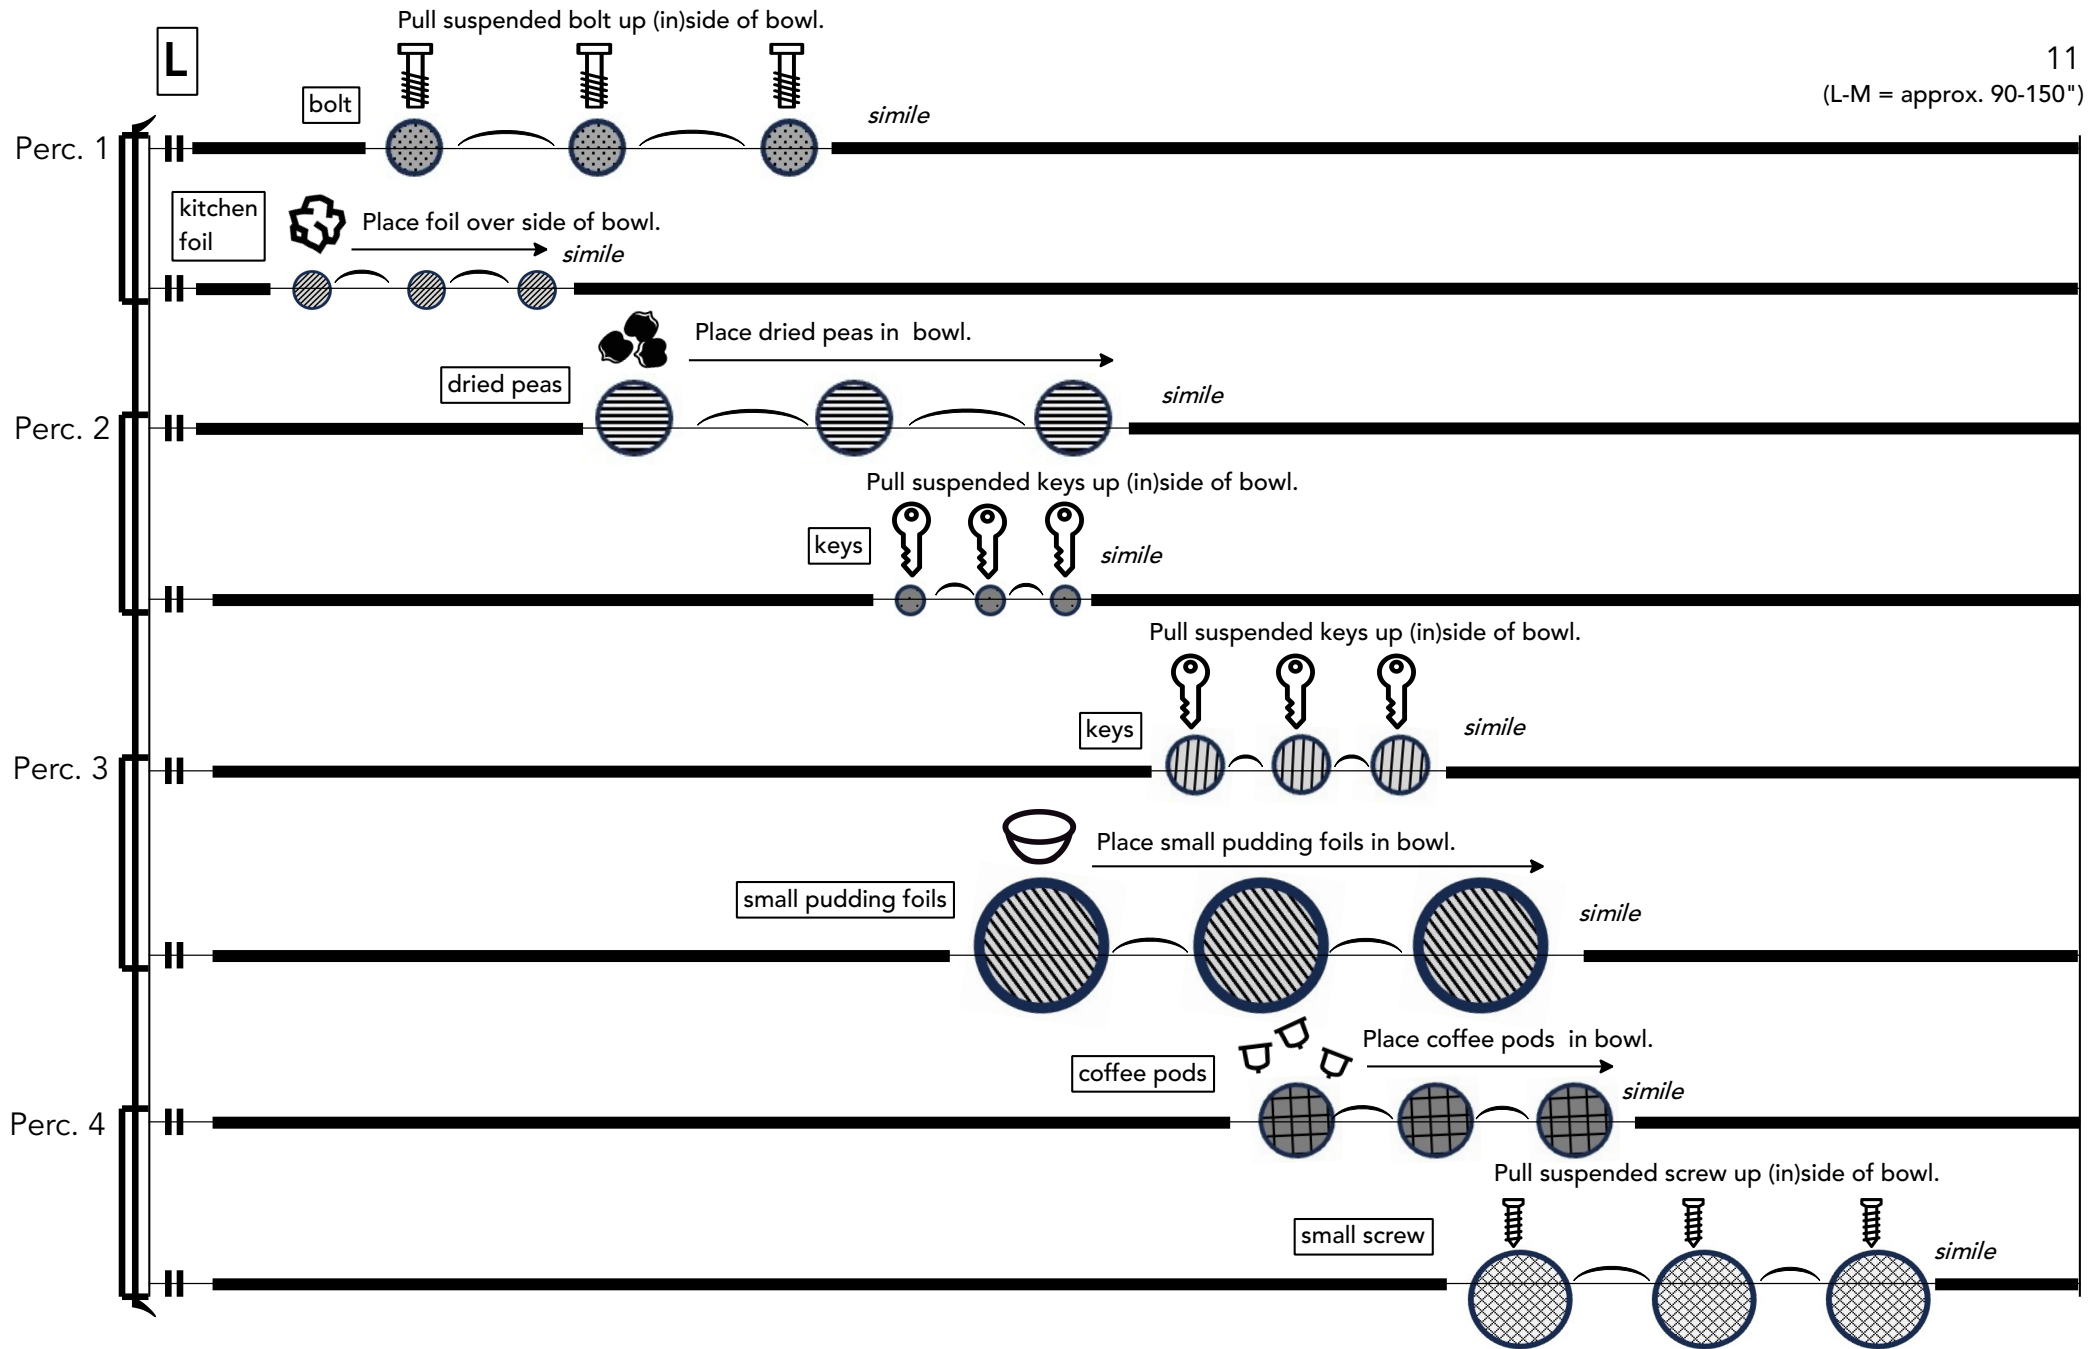 Pull suspended bolt up (in)side of bowl.
L
11
(L-M = approx. 90-150")
bolt
simile
Perc. 1
kitchen
foil
Place foil over side of bowl.
simile
Place dried peas in  bowl.
dried peas
simile
Perc. 2
Pull suspended keys up (in)side of bowl.
keys
simile
Pull suspended keys up (in)side of bowl.
keys
simile
Perc. 3
Place small pudding foils in bowl.
small pudding foils
simile
Place coffee pods  in bowl.
coffee pods
simile
Perc. 4
Pull suspended screw up (in)side of bowl.
small screw
simile